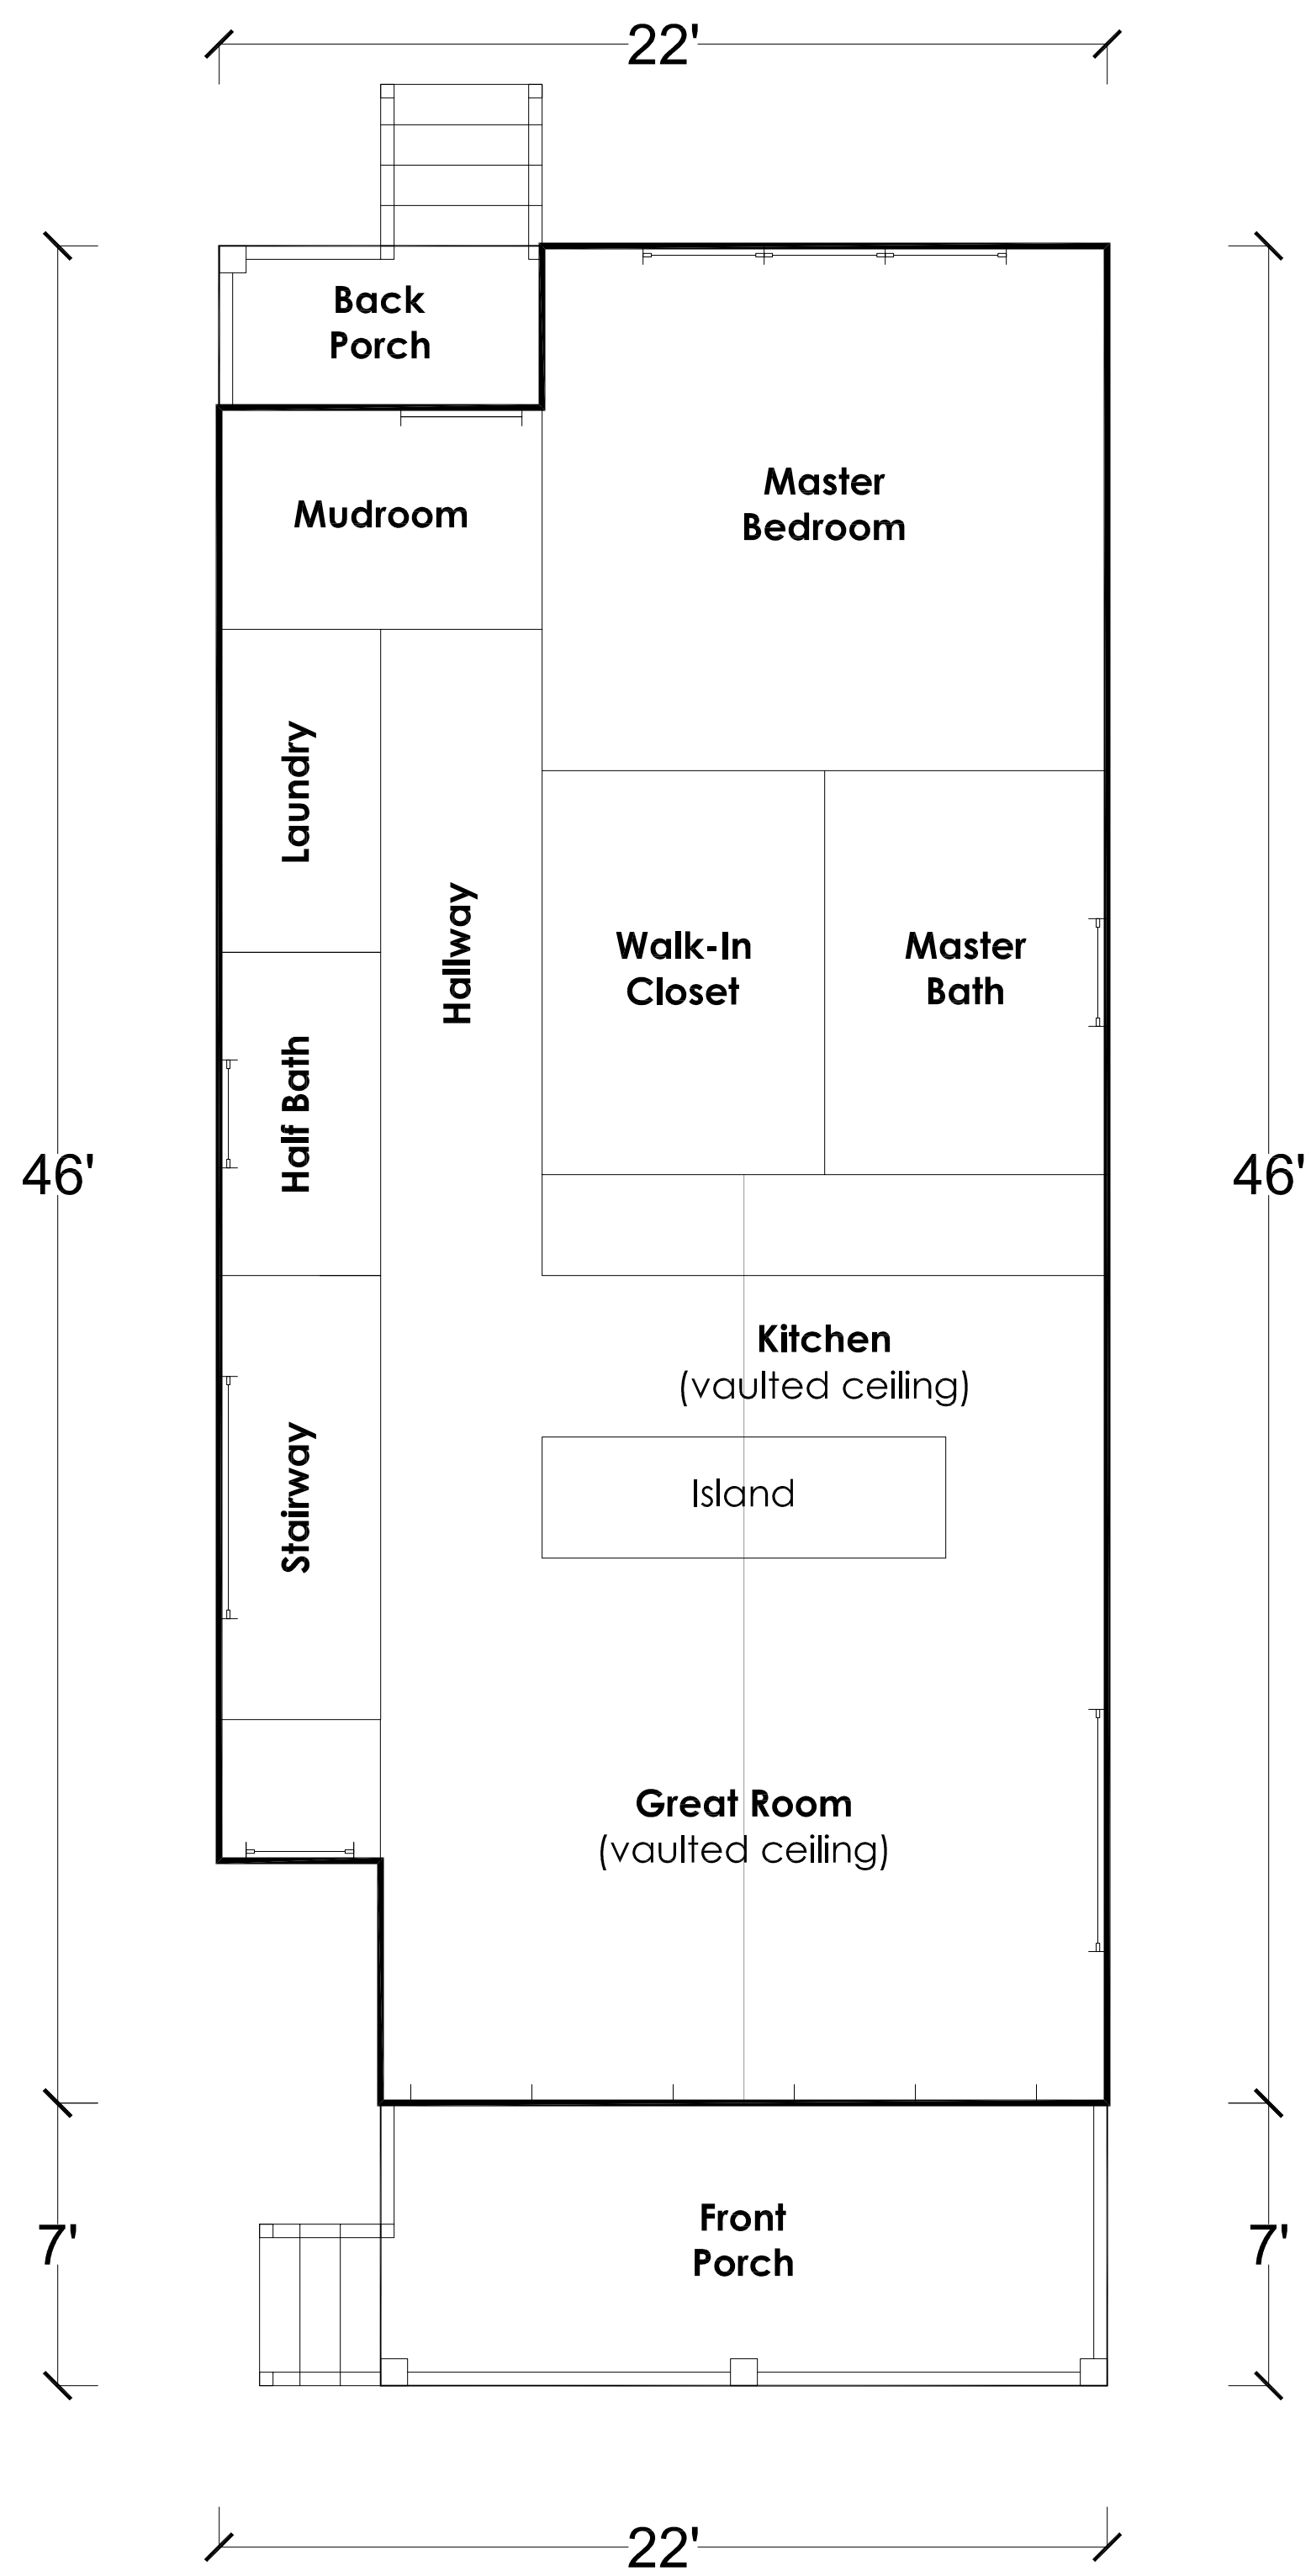 22'
Back
Porch
Mudroom
Master
Bedroom
Laundry
Hallway
Walk-In
Closet
Master
Bath
Half Bath
46'
46'
Kitchen
(vaulted ceiling)
Island
Stairway
Great Room
(vaulted ceiling)
Front
Porch
7'
7'
22'